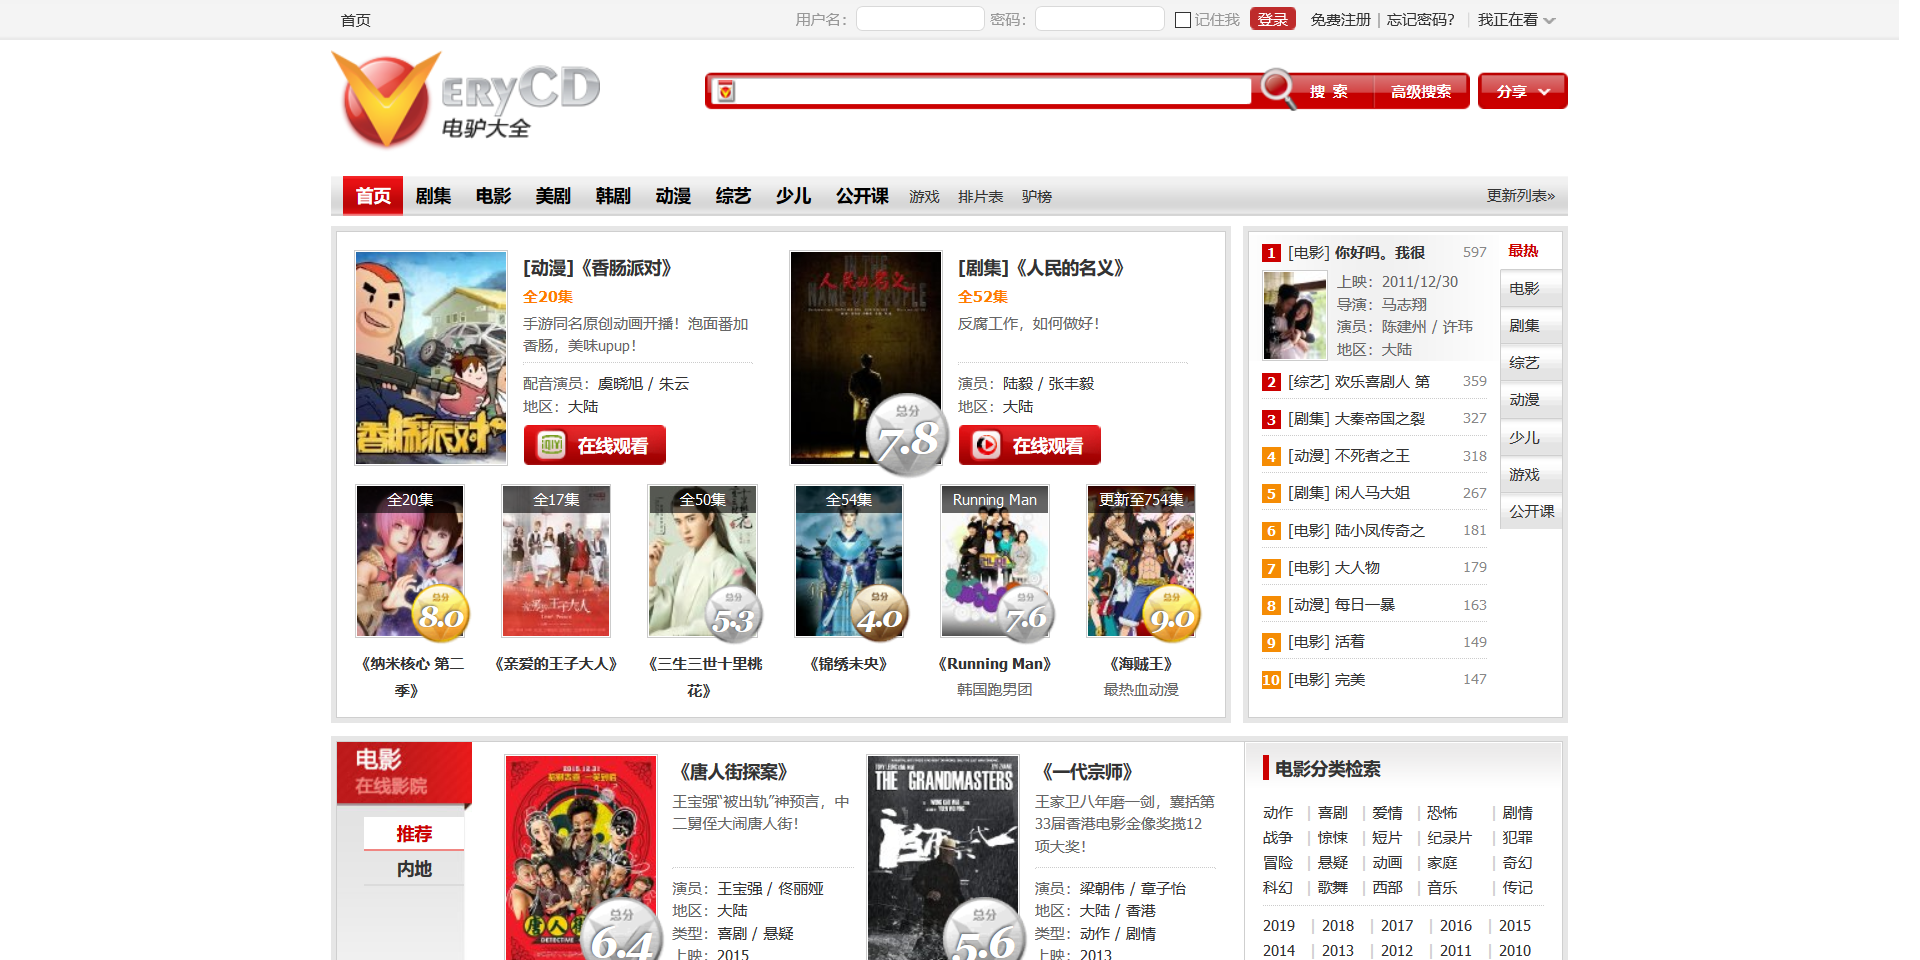 首页
用户名：
密码：
记住我
登录
免费注册 | 忘记密码?
我正在看
VERYCD
电驴大全
搜 索
高级搜索
分享
首页 剧集 电影 美剧 韩剧 动漫 综艺 少儿 公开课 游戏 排片表 驴榜
更新列表»
[动漫]《香肠派对》
全20集
手游同名原创动画开播！泡面番加
香肠，美味upup！
配音演员：虞晓旭 / 朱云
地区：大陆
在线观看
香肠派对
[剧集]《人民的名义》
全52集
反腐工作，如何做好！
演员：陆毅 / 张丰毅
地区：大陆
在线观看
IN THE
NAME OF PEOPLE
人民的名义
总分
7.8
全20集
总分
8.0
《纳米核心 第二
季》
全17集
《亲爱的王子大人》
全50集
总分
5.3
《三生三世十里桃
花》
全54集
总分
4.0
《锦绣未央》
Running Man
总分
7.6
《Running Man》
韩国跑男团
更新至754集
总分
9.0
《海贼王》
最热血动漫
1 [电影] 你好吗。我很 597
上映：2011/12/30
导演：马志翔
演员：陈建州 / 许玮
地区：大陆
2 [综艺] 欢乐喜剧人 第 359
3 [剧集] 大秦帝国之裂 327
4 [动漫] 不死者之王 318
5 [剧集] 闲人马大姐 267
6 [电影] 陆小凤传奇之 181
7 [电影] 大人物 179
8 [动漫] 每日一暴 163
9 [电影] 活着 149
10 [电影] 完美 147
最热
电影
剧集
综艺
动漫
少儿
游戏
公开课
电影
在线影院
推荐
内地
2015.12.31
唐人街
DETECTIVE
总分
6.4
《唐人街探案》
王宝强“被出轨”神预言，中
二舅侄大闹唐人街！
演员：王宝强 / 佟丽娅
地区：大陆
类型：喜剧 / 悬疑
上映：2015
THE GRANDMASTERS
一代宗师
总分
5.6
《一代宗师》
王家卫八年磨一剑，囊括第
33届香港电影金像奖揽12
项大奖！
演员：梁朝伟 / 章子怡
地区：大陆 / 香港
类型：动作 / 剧情
上映：2013
电影分类检索
动作 | 喜剧 | 爱情 | 恐怖 | 剧情
战争 | 惊悚 | 短片 | 纪录片 | 犯罪
冒险 | 悬疑 | 动画 | 家庭 | 奇幻
科幻 | 歌舞 | 西部 | 音乐 | 传记
2019 | 2018 | 2017 | 2016 | 2015
2014 | 2013 | 2012 | 2011 | 2010